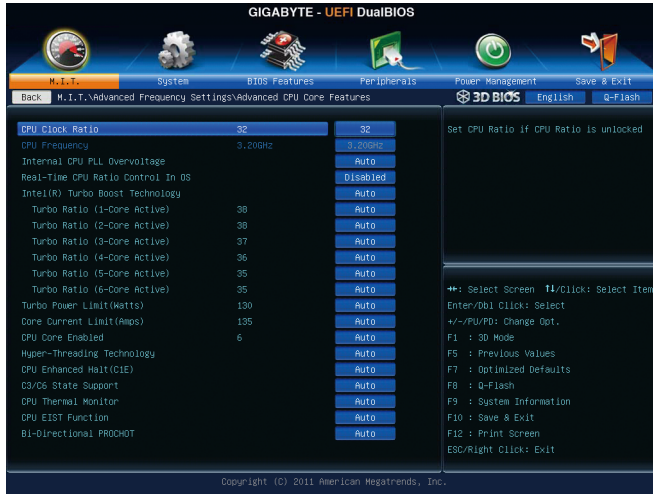 GIGABYTE - UEFI DualBIOS
M.I.T. System BIOS Features Peripherals Power Management Save & Exit
Back M.I.T.\Advanced Frequency Settings\Advanced CPU Core Features 3D BIOS English Q-Flash
CPU Clock Ratio 32 32
CPU Frequency 3.20GHz 3.20GHz
Internal CPU PLL Overvoltage Auto
Real-Time CPU Ratio Control In OS Disabled
Intel(R) Turbo Boost Technology Auto
Turbo Ratio (1-Core Active) 38 Auto
Turbo Ratio (2-Core Active) 38 Auto
Turbo Ratio (3-Core Active) 37 Auto
Turbo Ratio (4-Core Active) 36 Auto
Turbo Ratio (5-Core Active) 35 Auto
Turbo Ratio (6-Core Active) 35 Auto
Turbo Power Limit(Watts) 130 Auto
Core Current Limit(Amps) 135 Auto
CPU Core Enabled 6 Auto
Hyper-Threading Technology Auto
CPU Enhanced Halt(C1E) Auto
C3/C6 State Support Auto
CPU Thermal Monitor Auto
CPU EIST Function Auto
Bi-Directional PROCHOT Auto
Set CPU Ratio if CPU Ratio is unlocked
→←: Select Screen ↑↓/Click: Select Item
Enter/Dbl Click: Select
+/-/PU/PD: Change Opt.
F1 : 3D Mode
F5 : Previous Values
F7 : Optimized Defaults
F8 : Q-Flash
F9 : System Information
F10 : Save & Exit
F12 : Print Screen
ESC/Right Click: Exit
Copyright (C) 2011 American Megatrends, Inc.